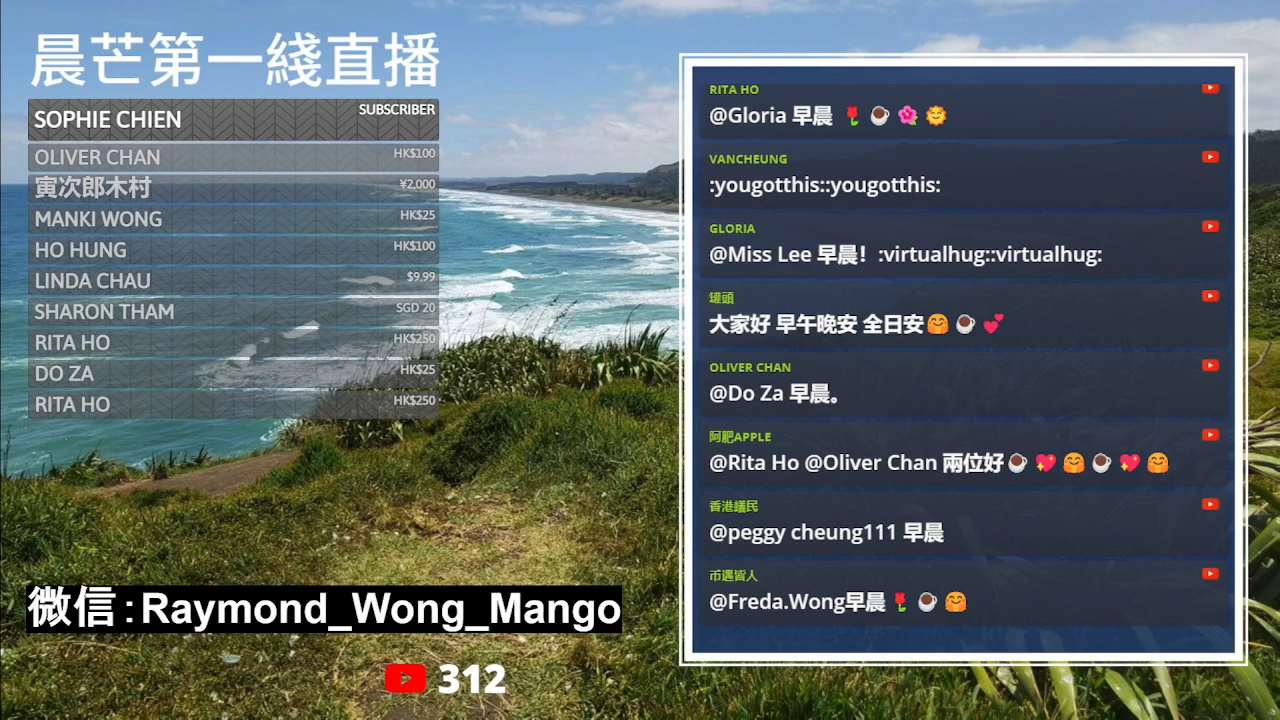 晨芒第一綫直播
SOPHIE CHIEN SUBSCRIBER
OLIVER CHAN HK$100
寅次郎木村 ¥2,000
MANKI WONG HK$25
HO HUNG HK$100
LINDA CHAU $9.99
SHARON THAM SGD 20
RITA HO HK$250
DO ZA HK$25
RITA HO HK$250
微信:Raymond_Wong_Mango
312
RITA HO
@Gloria 早晨 🌷 ☕ 🌺 🌞
VANCHEUNG
:yougotthis::yougotthis:
GLORIA
@Miss Lee 早晨！:virtualhug::virtualhug:
罐頭
大家好 早午晚安 全日安🤗 ☕ 💕
OLIVER CHAN
@Do Za 早晨。
阿肥APPLE
@Rita Ho @Oliver Chan 兩位好☕ 💖 🤗 ☕ 💖 🤗
香港蟻民
@peggy cheung111 早晨
币遇皆人
@Freda.Wong早晨🌷 ☕ 🤗